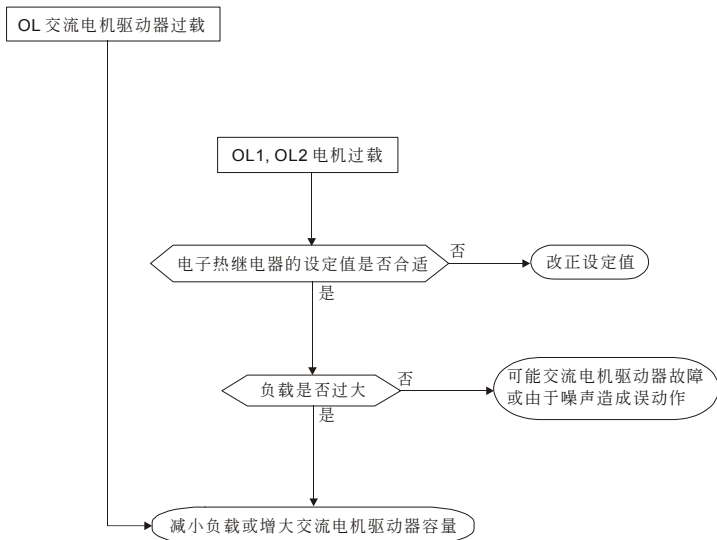 OL 交流电机驱动器过载
OL1, OL2 电机过载
电子热继电器的设定值是否合适
否
改正设定值
是
负载是否过大
否
可能交流电机驱动器故障
或由于噪声造成误动作
是
减小负载或增大交流电机驱动器容量